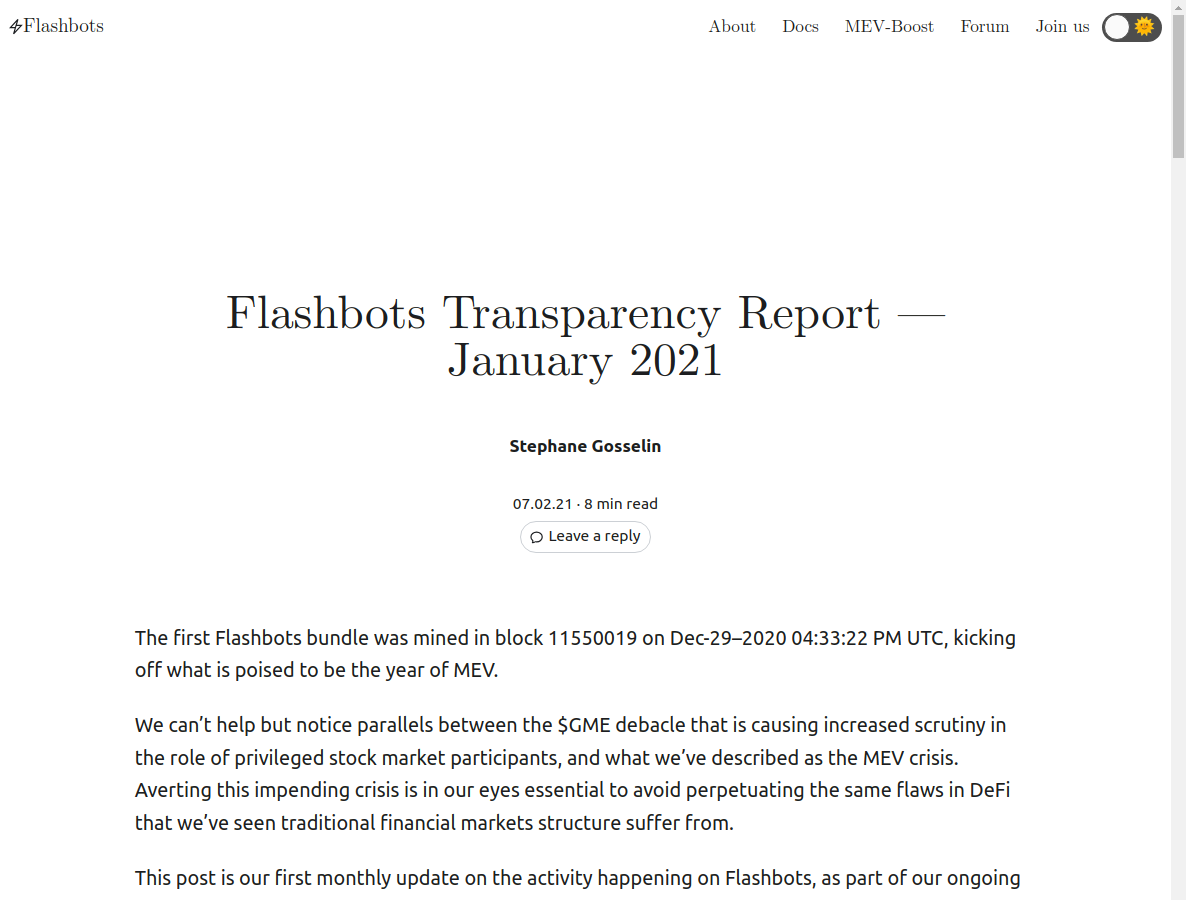 Flashbots
About Docs MEV-Boost Forum Join us
Flashbots Transparency Report —
January 2021
Stephane Gosselin
07.02.21 · 8 min read
Leave a reply
The first Flashbots bundle was mined in block 11550019 on Dec-29–2020 04:33:22 PM UTC, kicking
off what is poised to be the year of MEV.
We can’t help but notice parallels between the $GME debacle that is causing increased scrutiny in
the role of privileged stock market participants, and what we’ve described as the MEV crisis.
Averting this impending crisis is in our eyes essential to avoid perpetuating the same flaws in DeFi
that we’ve seen traditional financial markets structure suffer from.
This post is our first monthly update on the activity happening on Flashbots, as part of our ongoing